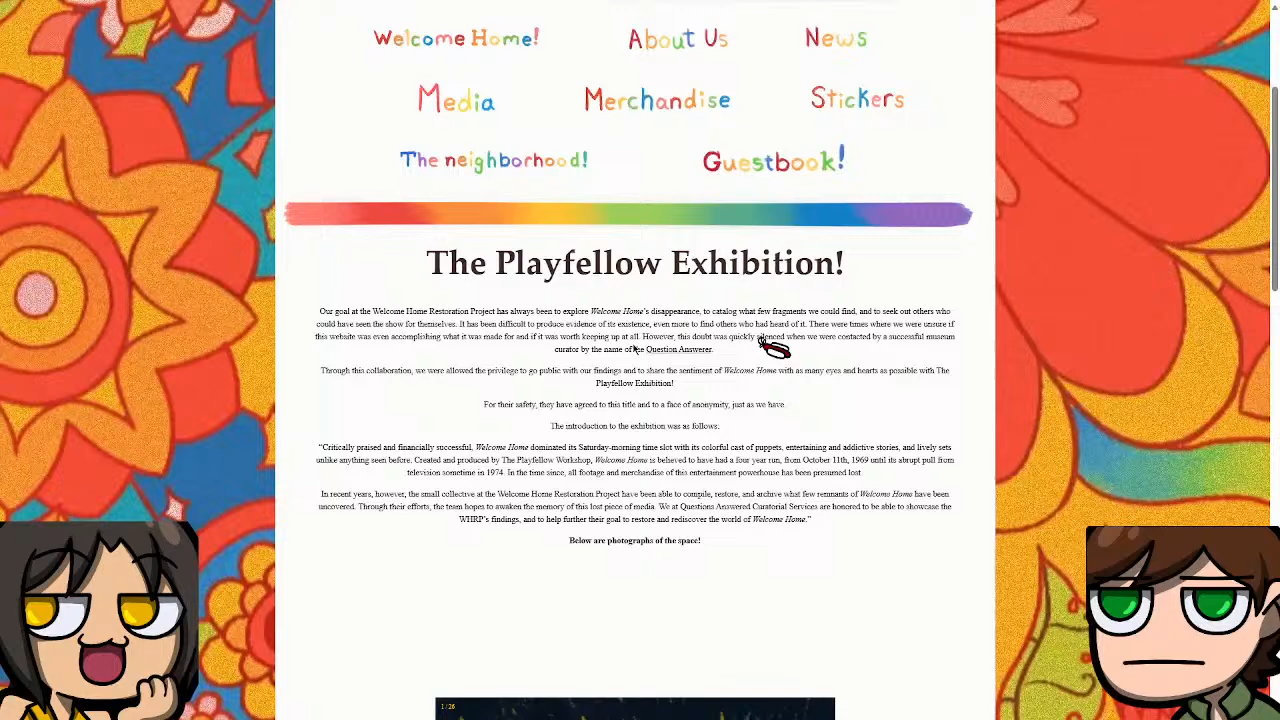 Welcome Home! About Us News
Media Merchandise Stickers
The neighborhood! Guestbook!
The Playfellow Exhibition!
Our goal at the Welcome Home Restoration Project has always been to explore Welcome Home's disappearance, to catalog what few fragments we could find, and to seek out others who
could have seen the show for themselves. It has been difficult to produce evidence of its existence, even more to find others who had heard of it. There were times where we were unsure if
this website was even accomplishing what it was made for and if it was worth keeping up at all. However, this doubt was quickly silenced when we were contacted by a successful museum
curator by the name of the Question Answerer.
Through this collaboration, we were allowed the privilege to go public with our findings and to share the sentiment of Welcome Home with as many eyes and hearts as possible with The
Playfellow Exhibition!
For their safety, they have agreed to this title and to a face of anonymity, just as we have.
The introduction to the exhibition was as follows:
“Critically praised and financially successful, Welcome Home dominated its Saturday-morning time slot with its colorful cast of puppets, entertaining and addictive stories, and lively sets
unlike anything seen before. Created and produced by The Playfellow Workshop, Welcome Home is believed to have had a four year run, from October 11th, 1969 until its abrupt pull from
television sometime in 1974. In the time since, all footage and merchandise of this entertainment powerhouse has been presumed lost.
In recent years, however, the small collective at the Welcome Home Restoration Project have been able to compile, restore, and archive what few remnants of Welcome Home have been
uncovered. Through their efforts, the team hopes to awaken the memory of this lost piece of media. We at Questions Answered Curatorial Services are honored to be able to showcase the
WHRP's findings, and to help further their goal to restore and rediscover the world of Welcome Home.”
Below are photographs of the space!
1 / 26